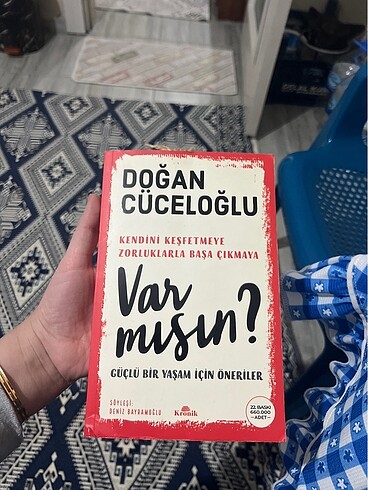 DOĞAN
CÜCELOĞLU
KENDİNİ KEŞFETMEYE
ZORLUKLARLA BAŞA ÇIKMAYA
Var
mısın?
GÜÇLÜ BİR YAŞAM İÇİN ÖNERİLER
SÖYLEŞİ:
DENİZ BAYRAMOĞLU
Kronik
22. BASKI
660.000
ADET